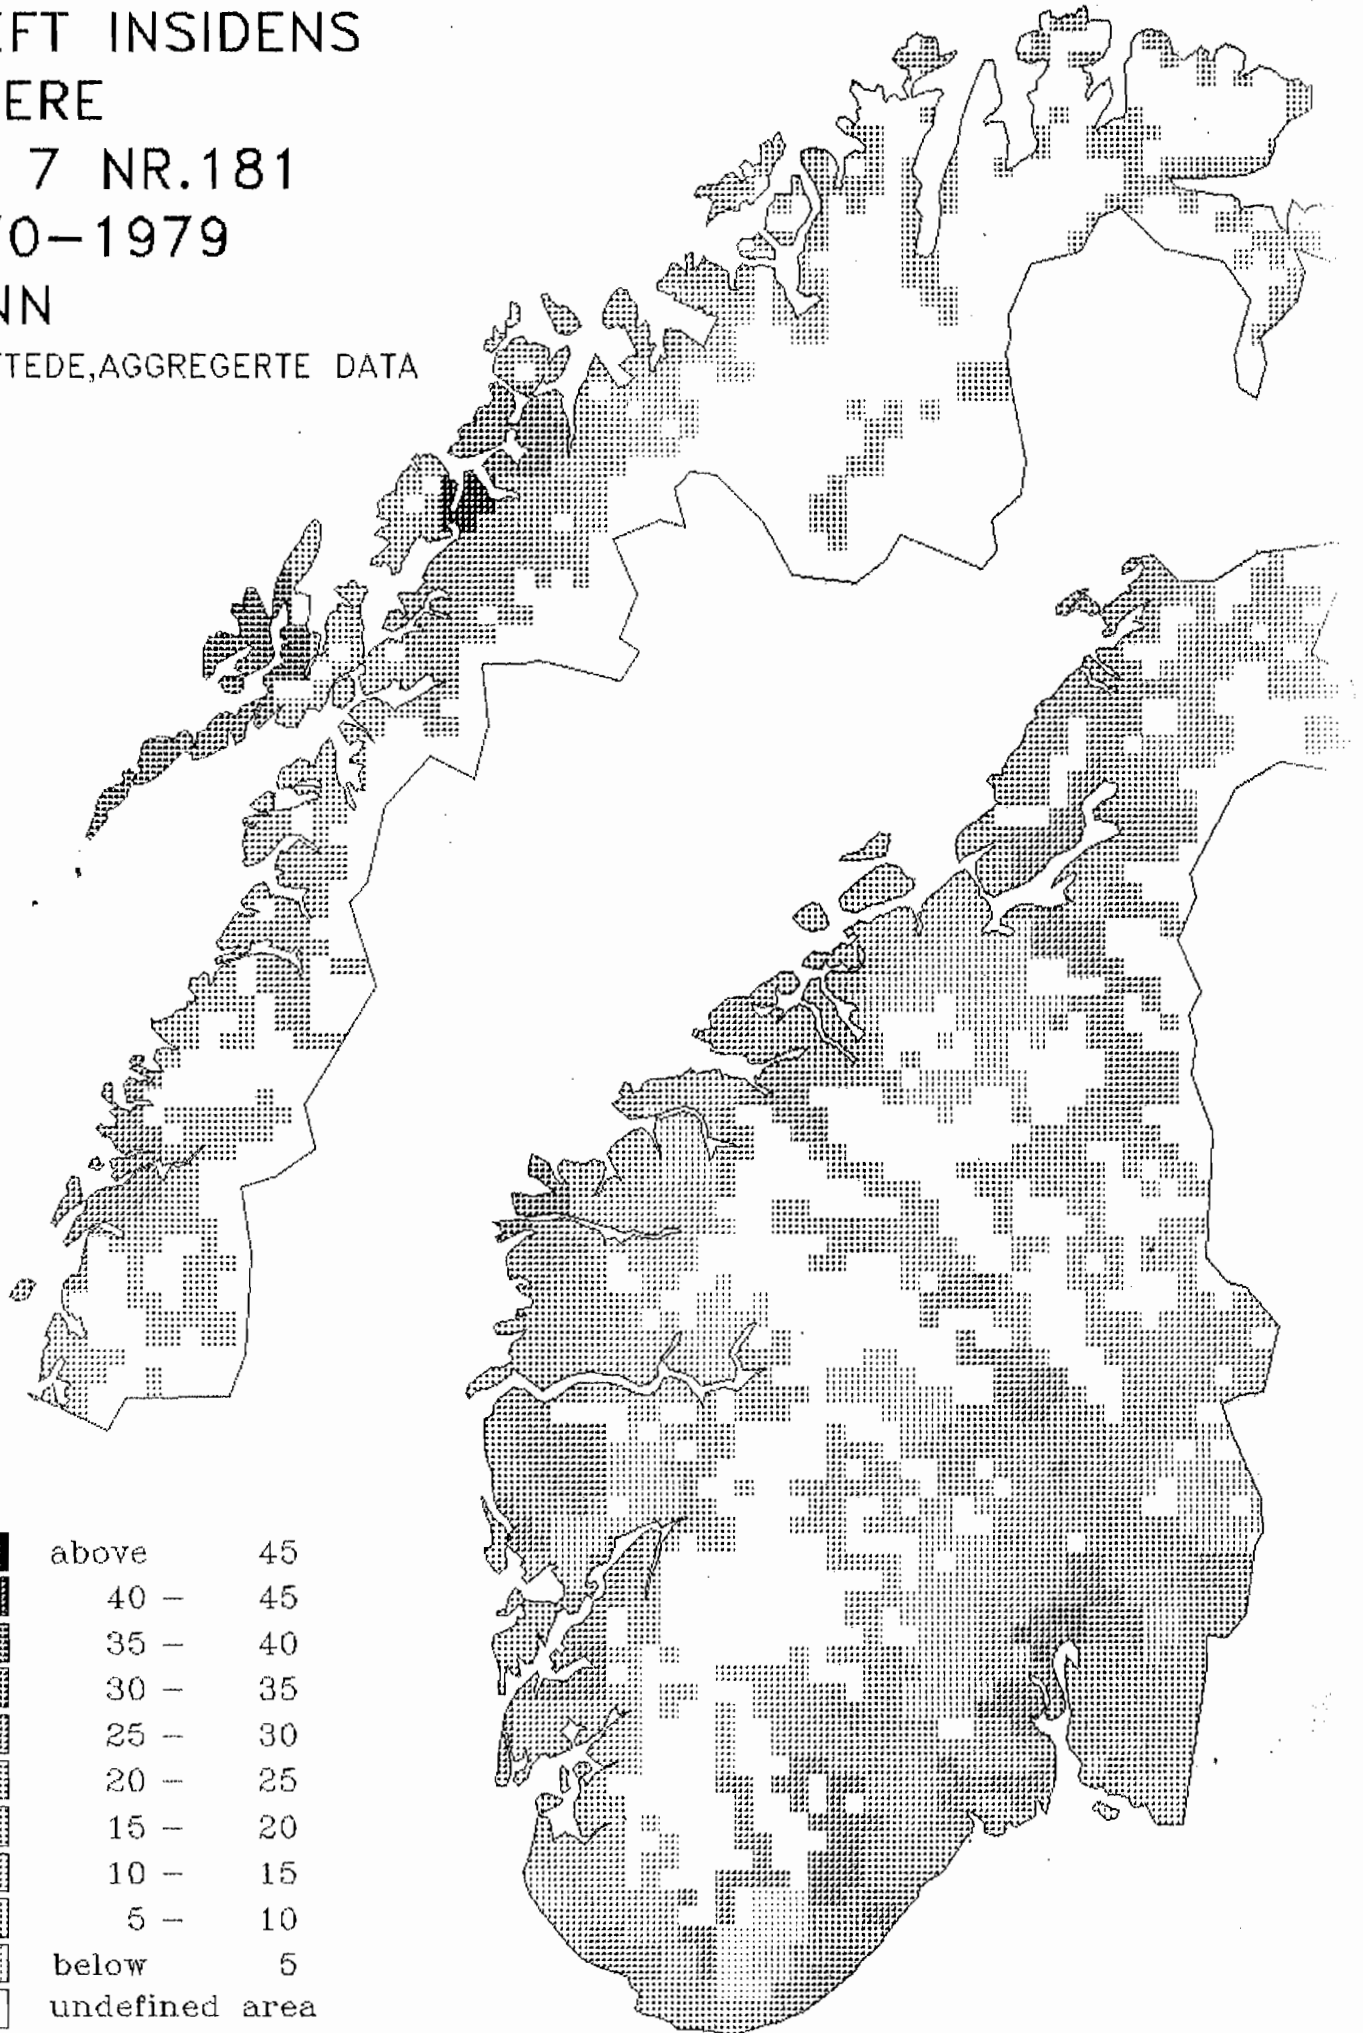 EFT INSIDENS
ERE
7 NR.181
70-1979
NN
TEDE,AGGREGERTE DATA
above 45
40 - 45
35 - 40
30 - 35
25 - 30
20 - 25
15 - 20
10 - 15
5 - 10
below 5
undefined area